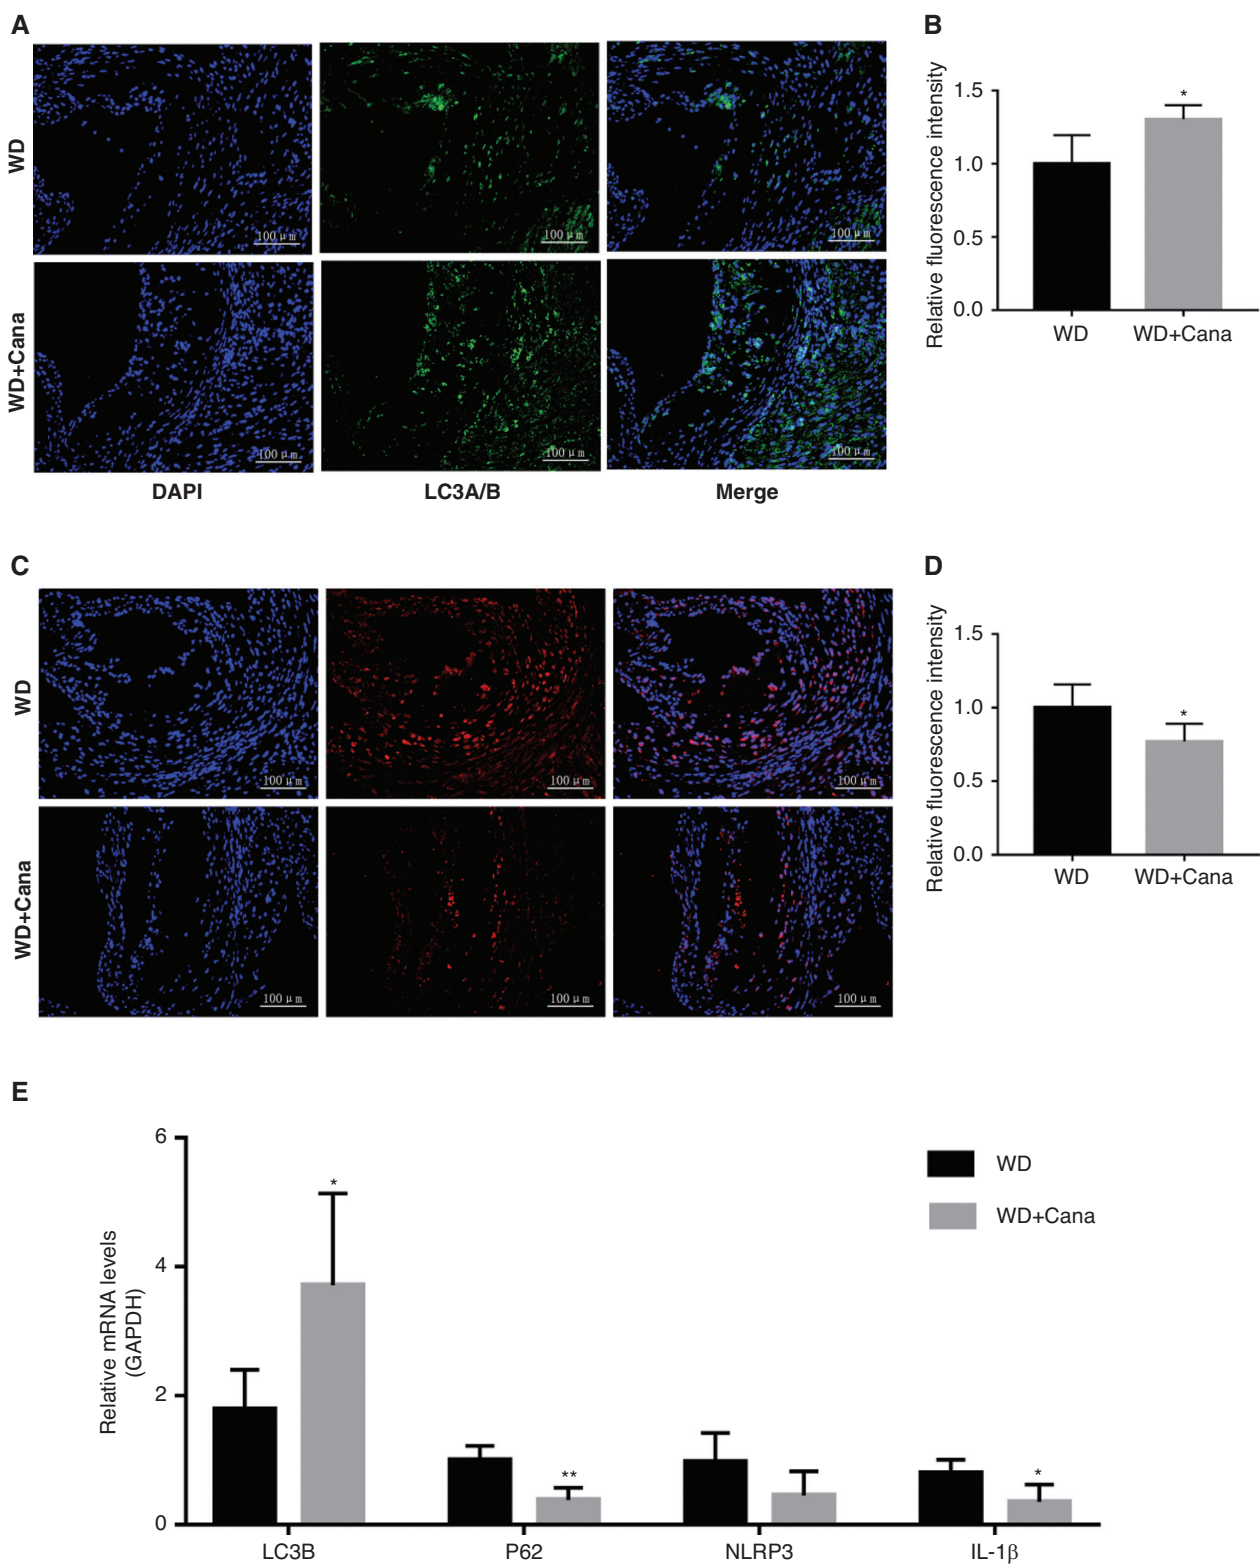 A
WD
100 μm
100 μm
100 μm
WD+Cana
100 μm
100 μm
100 μm
DAPI
LC3A/B
Merge
B
Relative fluorescence intensity
1.5
1.0
0.5
0.0
*
WD
WD+Cana
C
WD
100 μm
100 μm
100 μm
WD+Cana
100 μm
100 μm
100 μm
D
Relative fluorescence intensity
1.5
1.0
0.5
0.0
*
WD
WD+Cana
E
Relative mRNA levels
(GAPDH)
6
4
2
0
*
**
*
LC3B
P62
NLRP3
IL-1β
WD
WD+Cana